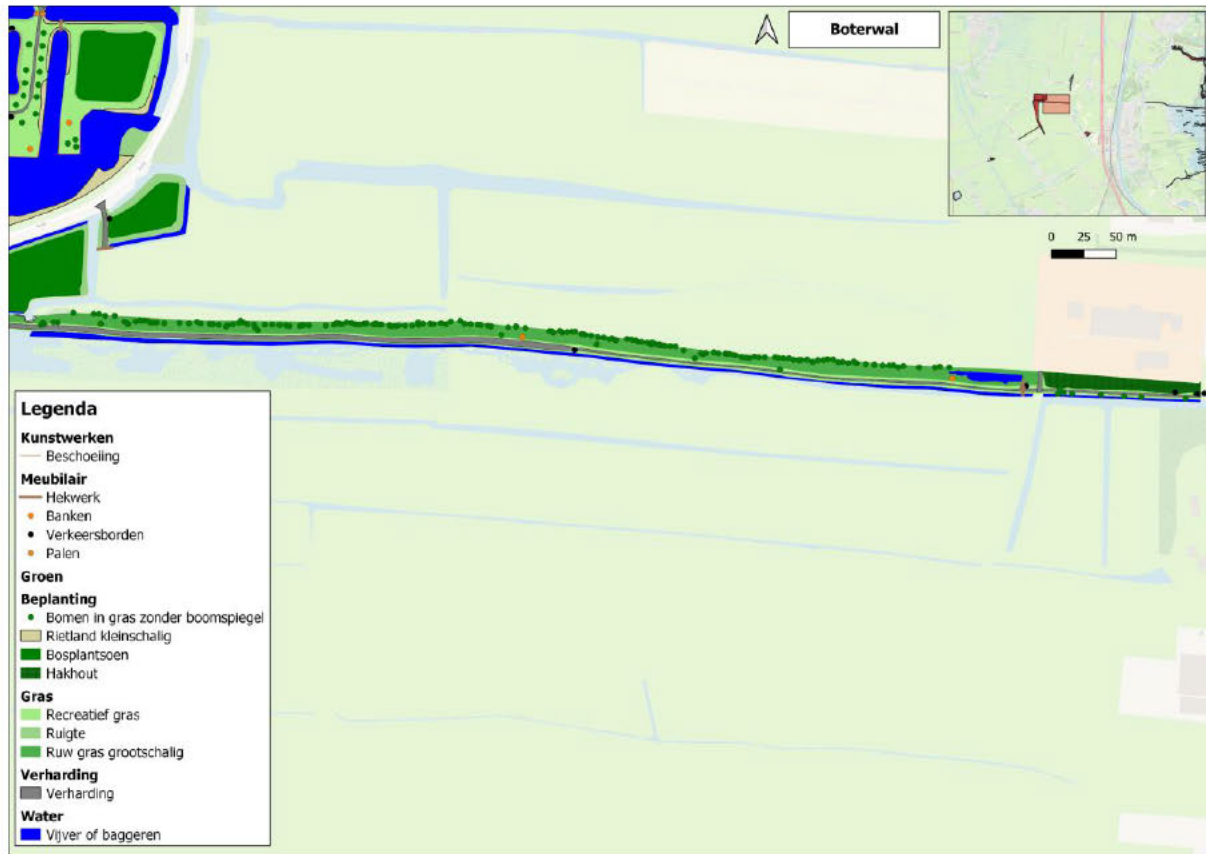 Boterwal
0 25 50 m
Legenda
Kunstwerken
Beschoeiing
Meubilair
Hekwerk
Banken
Verkeersborden
Palen
Groen
Beplanting
Bomen in gras zonder boomspiegel
Rietland kleinschalig
Bosplantsoen
Hakhout
Gras
Recreatief gras
Ruigte
Ruw gras grootschalig
Verharding
Verharding
Water
Vijver of baggeren